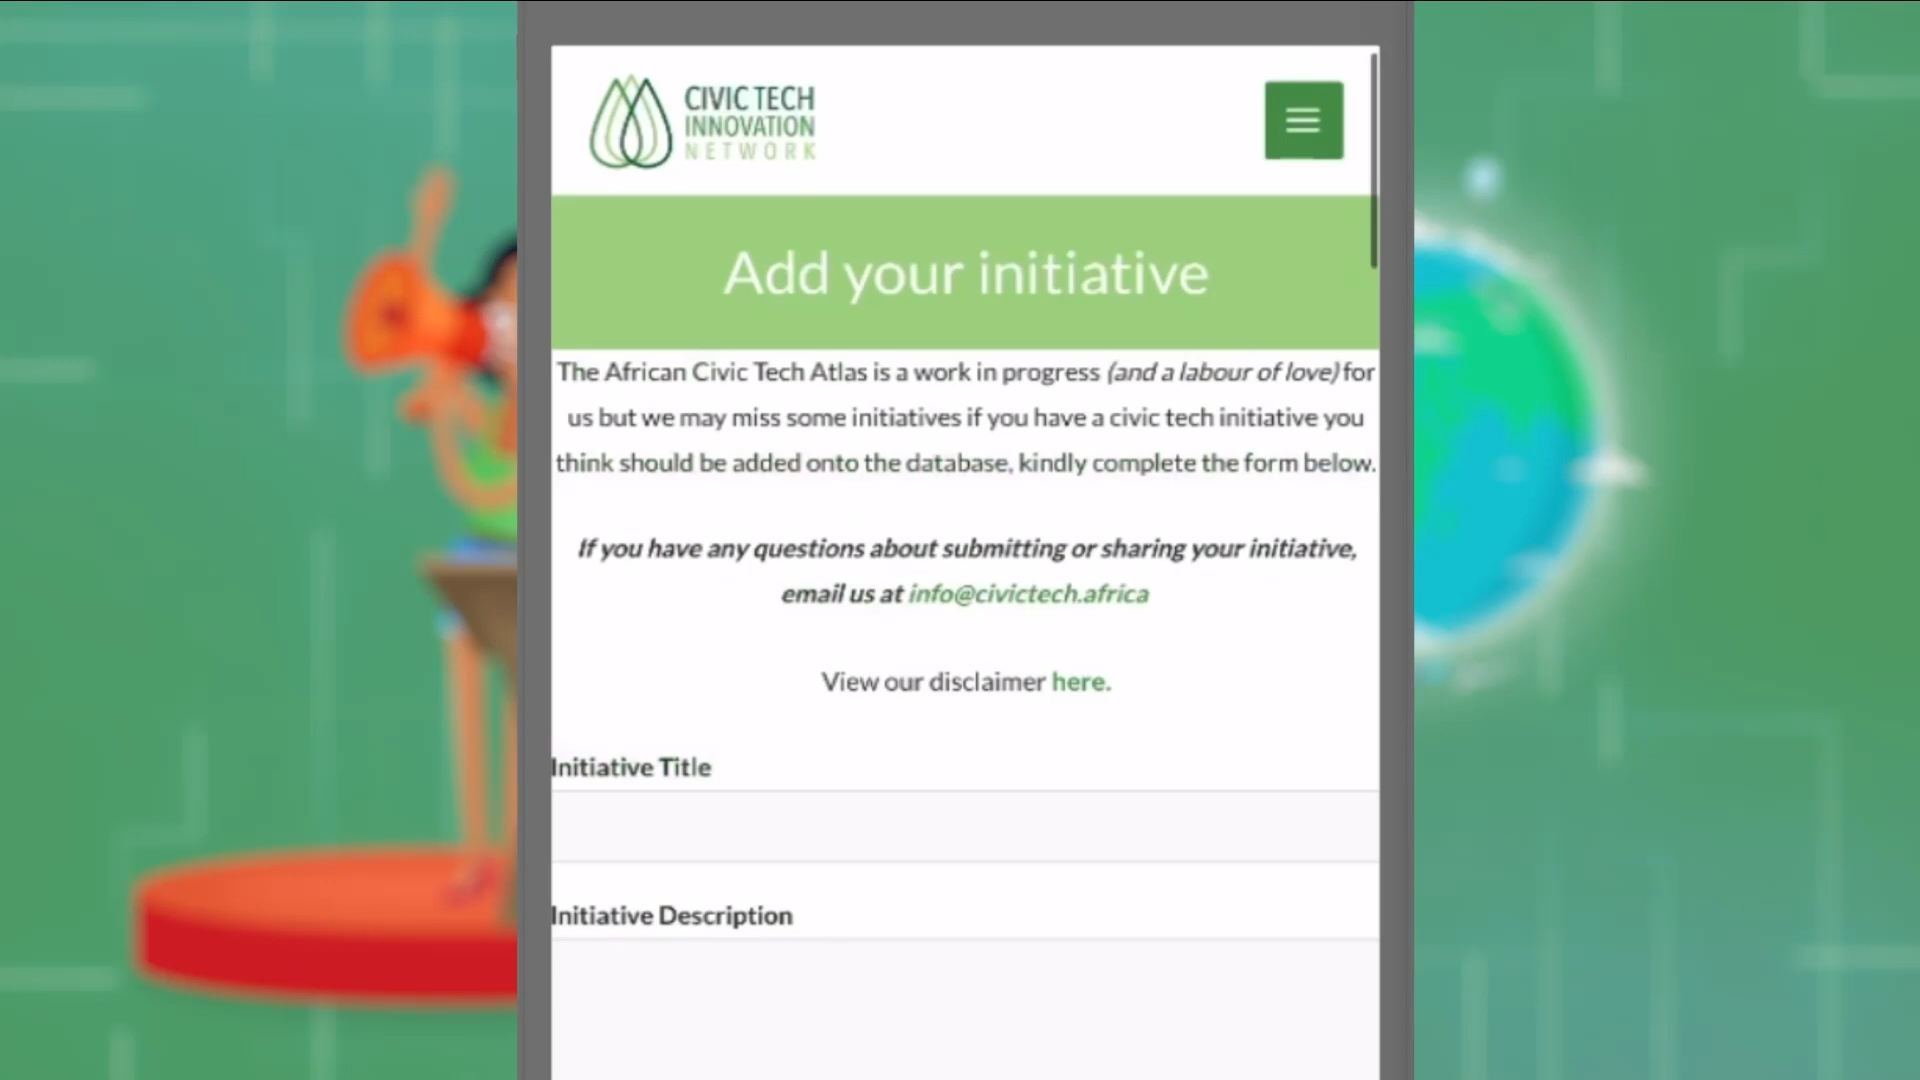 CIVIC TECH
INNOVATION
NETWORK
Add your initiative
The African Civic Tech Atlas is a work in progress (and a labour of love) for
us but we may miss some initiatives if you have a civic tech initiative you
think should be added onto the database, kindly complete the form below.
If you have any questions about submitting or sharing your initiative,
email us at info@civictech.africa
View our disclaimer here.
Initiative Title
Initiative Description